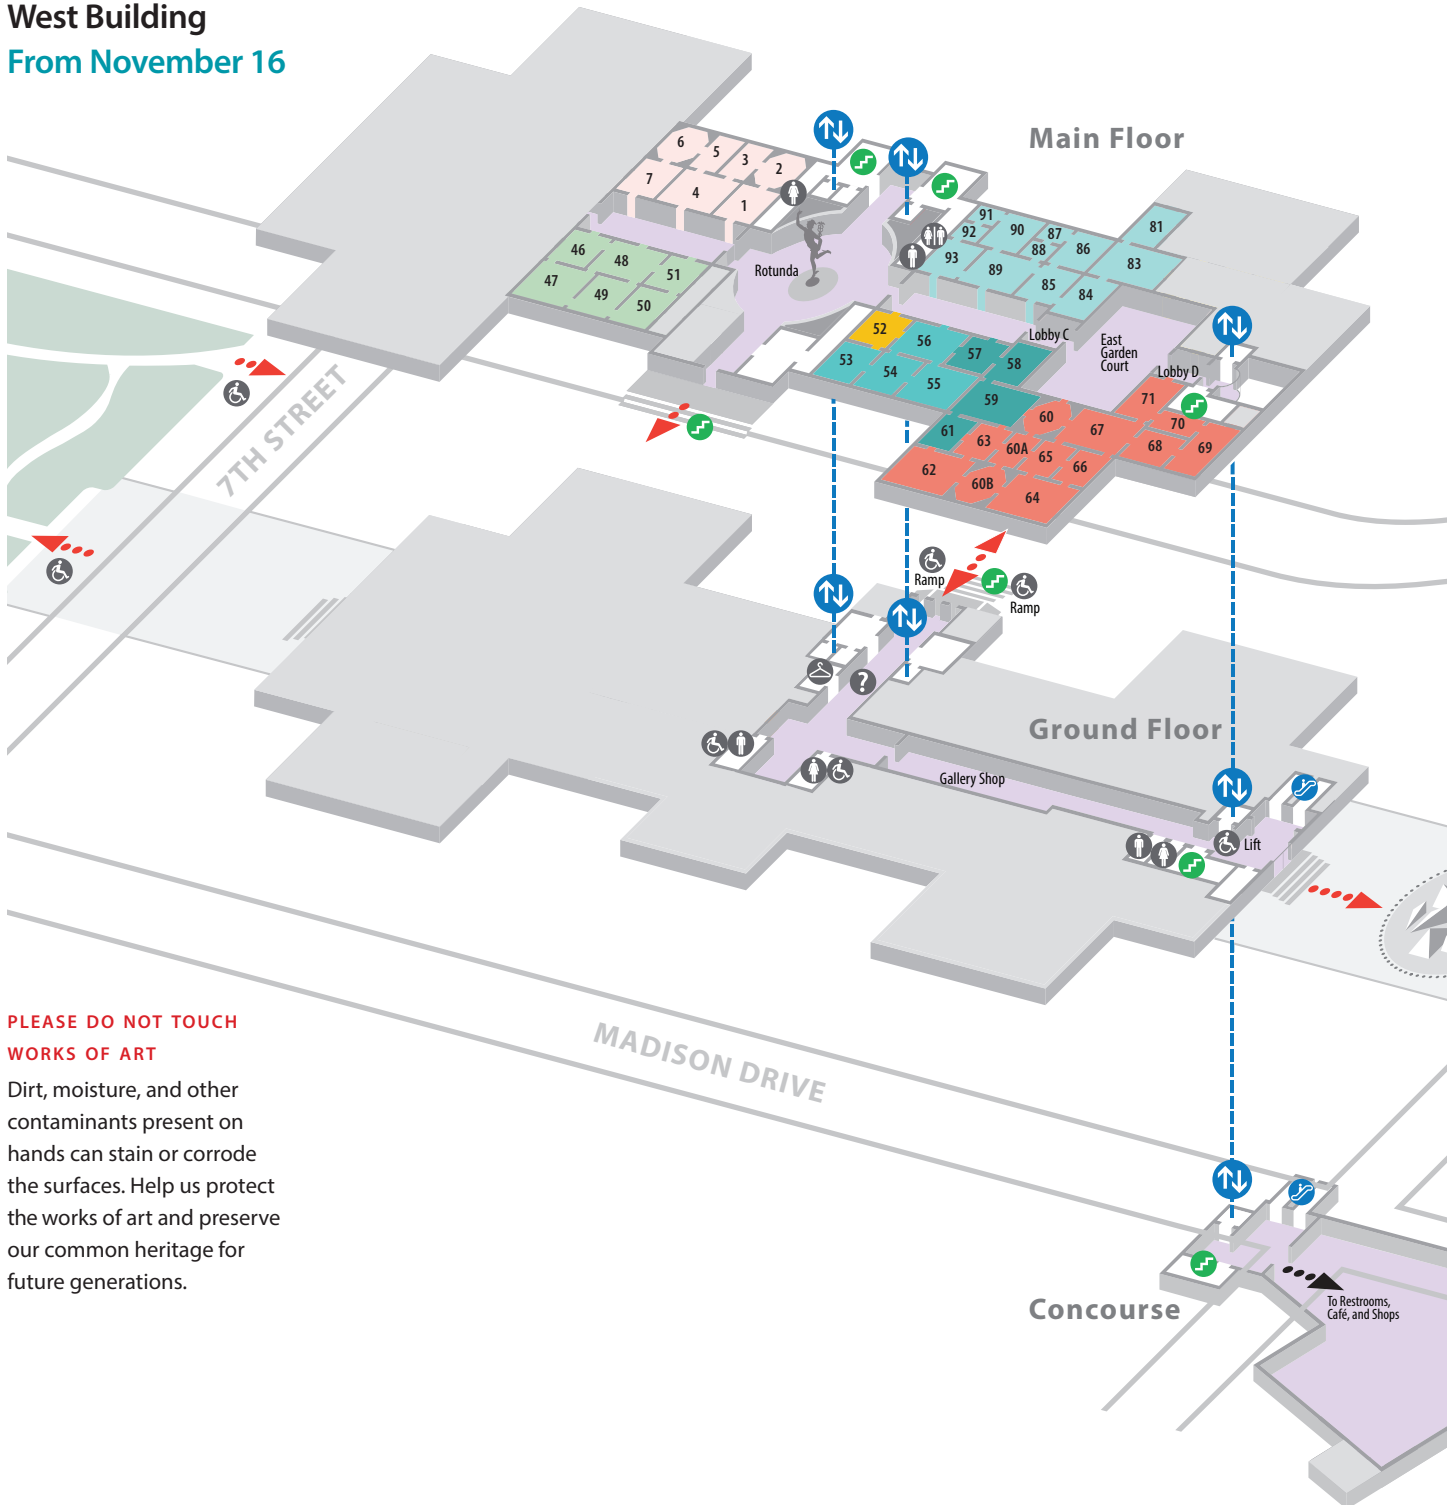 West Building
From November 16
Main Floor
6
5
3
2
7
4
1
46
48
51
47
49
50
Rotunda
91
92
90
87
88
86
81
93
89
85
84
83
52
56
53
54
55
57
58
59
61
Lobby C
East
Garden
Court
Lobby D
71
70
69
68
60
67
63
60A
65
66
62
60B
64
7TH STREET
Ramp
Ramp
?
Ground Floor
Gallery Shop
Lift
MADISON DRIVE
PLEASE DO NOT TOUCH
WORKS OF ART
Dirt, moisture, and other
contaminants present on
hands can stain or corrode
the surfaces. Help us protect
the works of art and preserve
our common heritage for
future generations.
Concourse
To Restrooms,
Café, and Shops